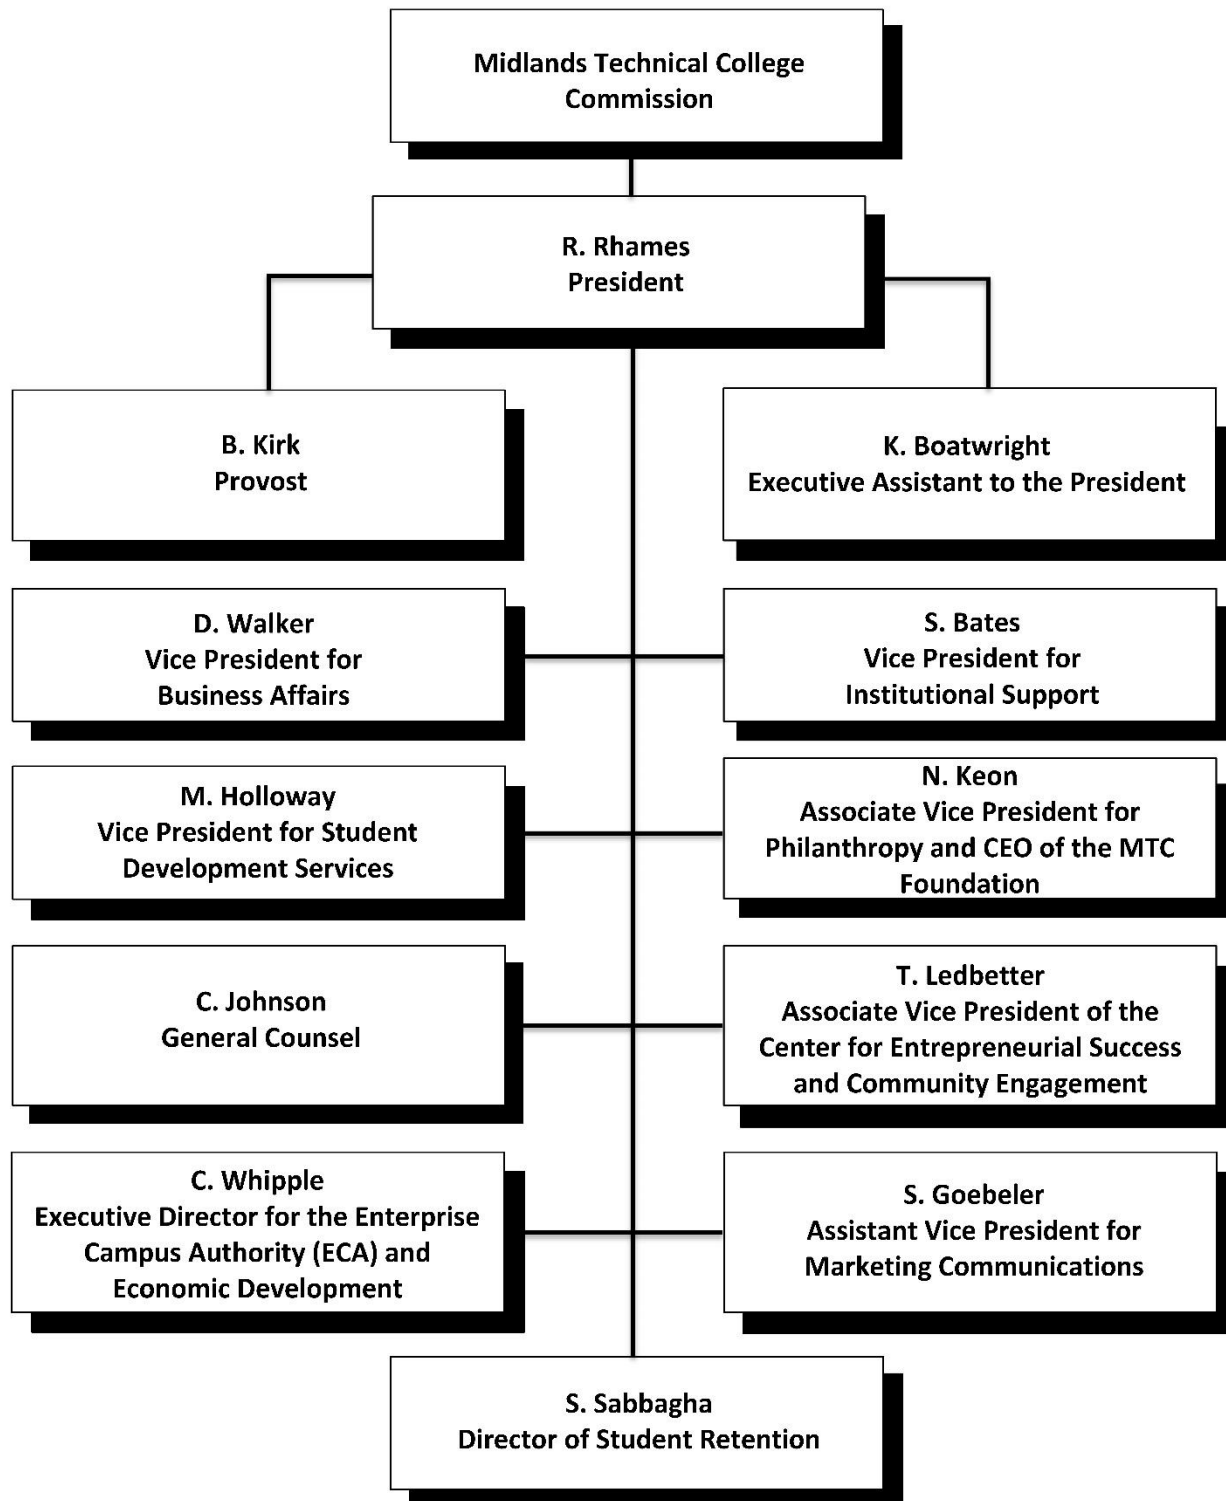 Midlands Technical College
Commission
R. Rhames
President
B. Kirk
Provost
K. Boatwright
Executive Assistant to the President
D. Walker
Vice President for
Business Affairs
S. Bates
Vice President for
Institutional Support
M. Holloway
Vice President for Student
Development Services
N. Keon
Associate Vice President for
Philanthropy and CEO of the MTC
Foundation
C. Johnson
General Counsel
T. Ledbetter
Associate Vice President of the
Center for Entrepreneurial Success
and Community Engagement
C. Whipple
Executive Director for the Enterprise
Campus Authority (ECA) and
Economic Development
S. Goebeler
Assistant Vice President for
Marketing Communications
S. Sabbagha
Director of Student Retention